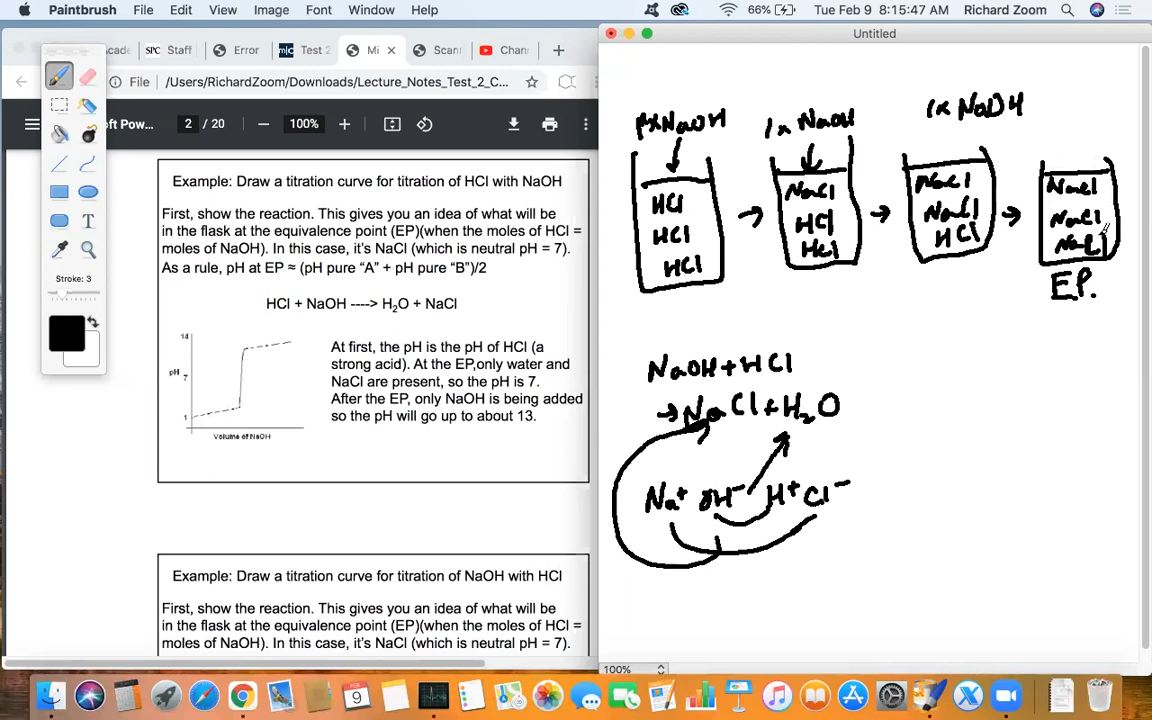 Paintbrush File Edit Image Font Window Help 66% Tue Feb 9 8:15:47 AM Richard Zoom
Acade SPC Staff Error Test 2 Mi Scann Chann
File /Users/RichardZoom/Downloads/Lecture_Notes_Test_2_C...
oft Pow... 2 / 20 100%
Stroke: 3
Example: Draw a titration curve for titration of HCl with NaOH
First, show the reaction. This gives you an idea of what will be
in the flask at the equivalence point (EP)(when the moles of HCl =
moles of NaOH). In this case, it's NaCl (which is neutral pH = 7).
As a rule, pH at EP ≈ (pH pure “A” + pH pure “B”)/2
HCl + NaOH ----> H2O + NaCl
14
pH 7
1
Volume of NaOH
At first, the pH is the pH of HCl (a
strong acid). At the EP,only water and
NaCl are present, so the pH is 7.
After the EP, only NaOH is being added
so the pH will go up to about 13.
Example: Draw a titration curve for titration of NaOH with HCl
First, show the reaction. This gives you an idea of what will be
in the flask at the equivalence point (EP)(when the moles of HCl =
moles of NaOH). In this case, it's NaCl (which is neutral pH = 7).
Untitled
1xNaOH 1x NaOH 1x NaOH
HCl
HCl
HCl
NaCl
HCl
HCl
NaCl
NaCl
HCl
NaCl
NaCl
NaCl
E.P.
NaOH+HCl
→NaCl+H2O
Na+ OH- H+ Cl-
100%
FEB
9